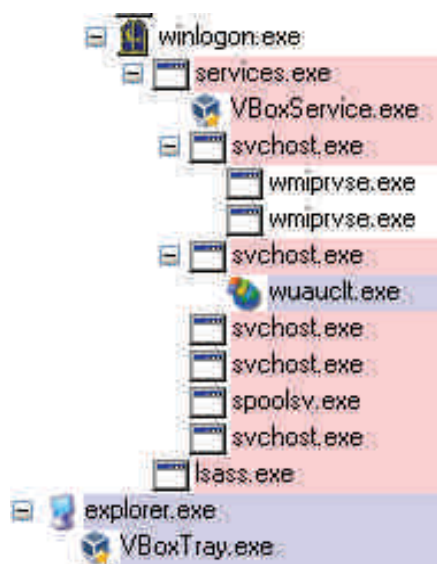 winlogon.exe
services.exe
VBoxService.exe
svchost.exe
wmiprvse.exe
wmiprvse.exe
svchost.exe
wuauclt.exe
svchost.exe
svchost.exe
spoolsv.exe
svchost.exe
lsass.exe
explorer.exe
VBoxTray.exe